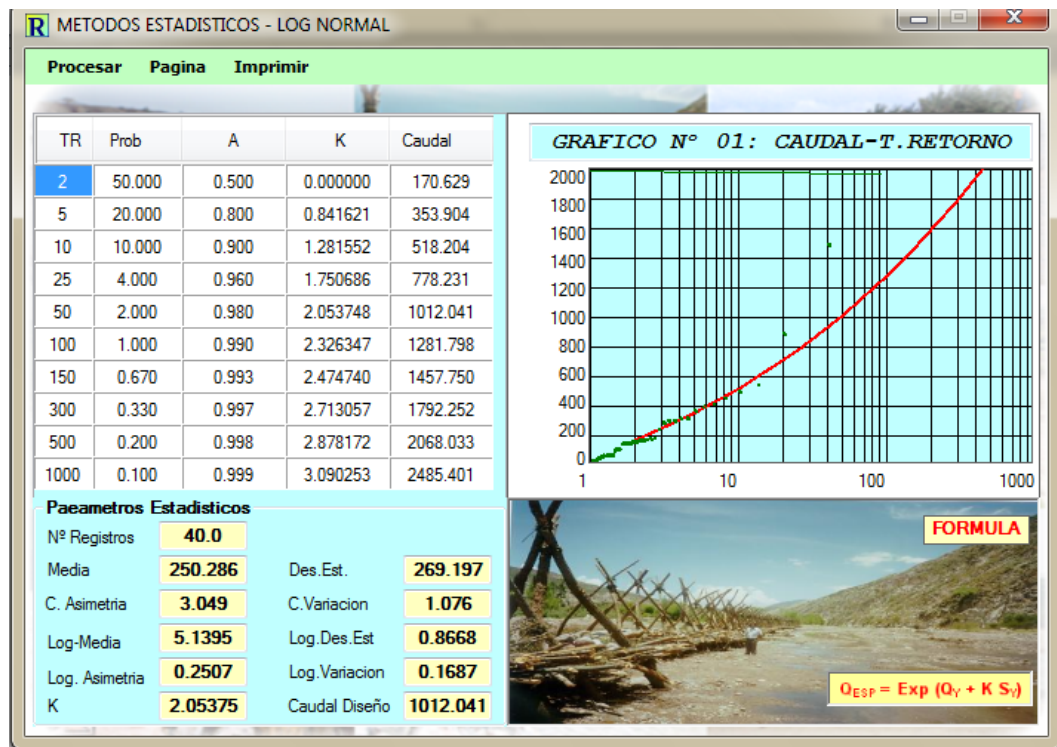 R METODOS ESTADISTICOS - LOG NORMAL
Procesar Pagina Imprimir
TR Prob A K Caudal
2 50.000 0.500 0.000000 170.629
5 20.000 0.800 0.841621 353.904
10 10.000 0.900 1.281552 518.204
25 4.000 0.960 1.750686 778.231
50 2.000 0.980 2.053748 1012.041
100 1.000 0.990 2.326347 1281.798
150 0.670 0.993 2.474740 1457.750
300 0.330 0.997 2.713057 1792.252
500 0.200 0.998 2.878172 2068.033
1000 0.100 0.999 3.090253 2485.401
GRAFICO Nº 01: CAUDAL-T.RETORNO
2000
1800
1600
1400
1200
1000
800
600
400
200
0
1 10 100 1000
Paeametros Estadisticos
Nº Registros 40.0
Media 250.286 Des.Est. 269.197
C. Asimetria 3.049 C.Variacion 1.076
Log-Media 5.1395 Log.Des.Est 0.8668
Log. Asimetria 0.2507 Log.Variacion 0.1687
K 2.05375 Caudal Diseño 1012.041
FORMULA
Q_ESP = Exp (Q_Y + K S_Y)